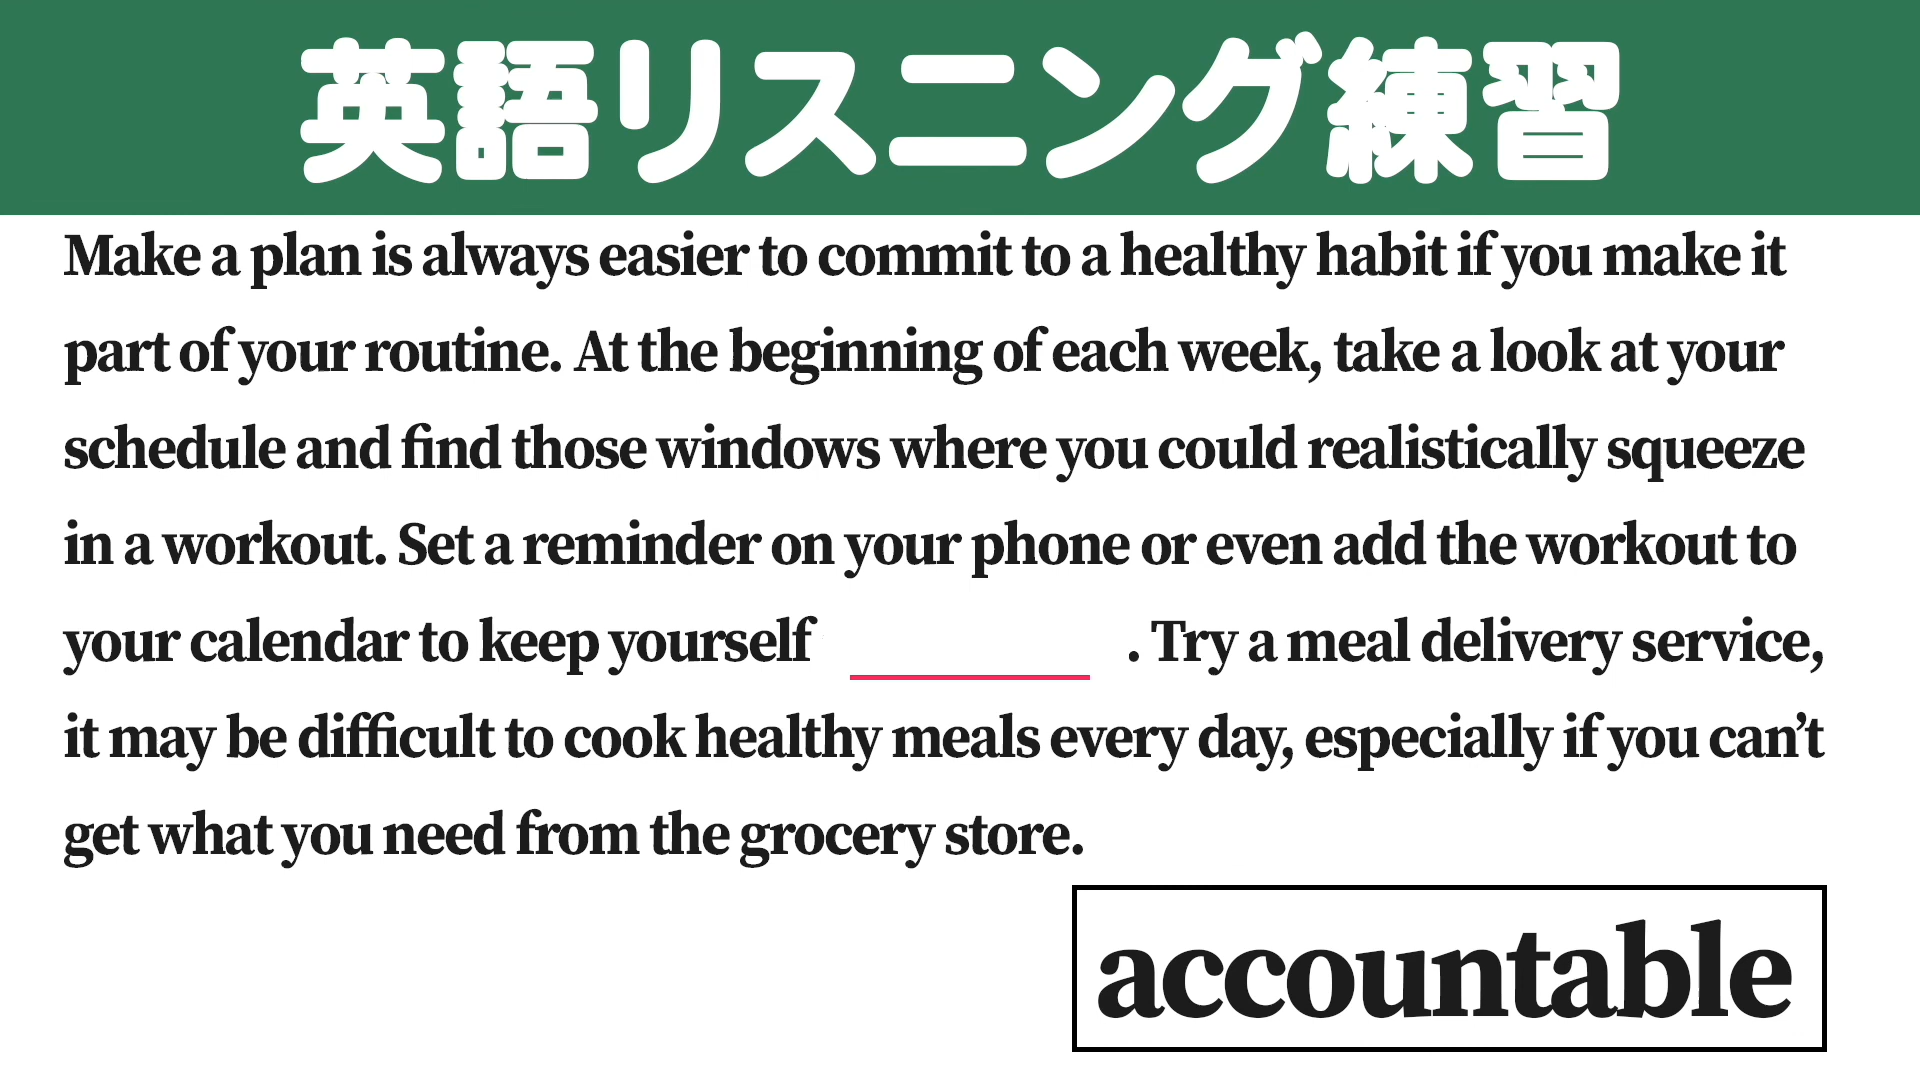 英語リスニング練習
Make a plan is always easier to commit to a healthy habit if you make it
part of your routine. At the beginning of each week, take a look at your
schedule and find those windows where you could realistically squeeze
in a workout. Set a reminder on your phone or even add the workout to
your calendar to keep yourself . Try a meal delivery service,
it may be difficult to cook healthy meals every day, especially if you can’t
get what you need from the grocery store.
accountable